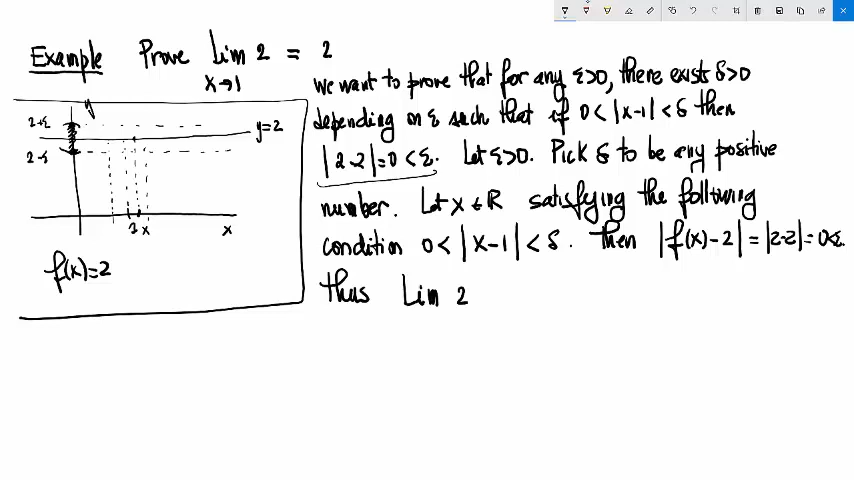 Example Prove Lim 2 = 2
x→1
we want to prove that for any ε>0, there exists δ>0
depending on ε such that if 0 < |x-1| < δ then
|2-2|=0 < ε. Let ε>0. Pick δ to be any positive
number. Let x ∈ R satisfying the following
condition 0 < |x-1| < δ. Then |f(x)-2| = |2-2| = 0<ε.
thus Lim 2
y
2+ε
y=2
2-ε
1 x
x
f(x)=2